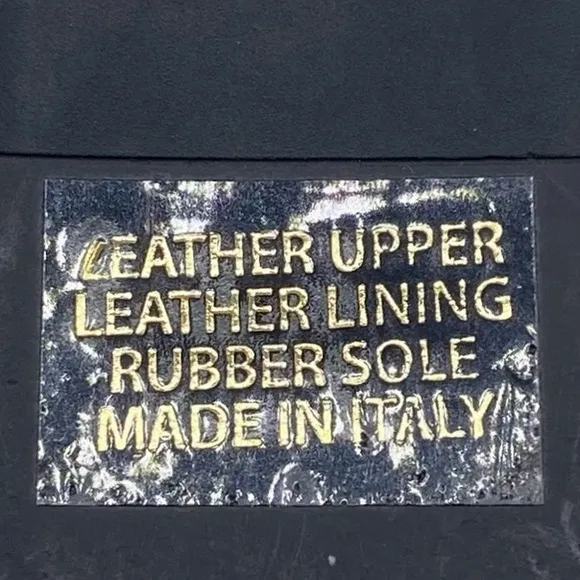 LEATHER UPPER
LEATHER LINING
RUBBER SOLE
MADE IN ITALY